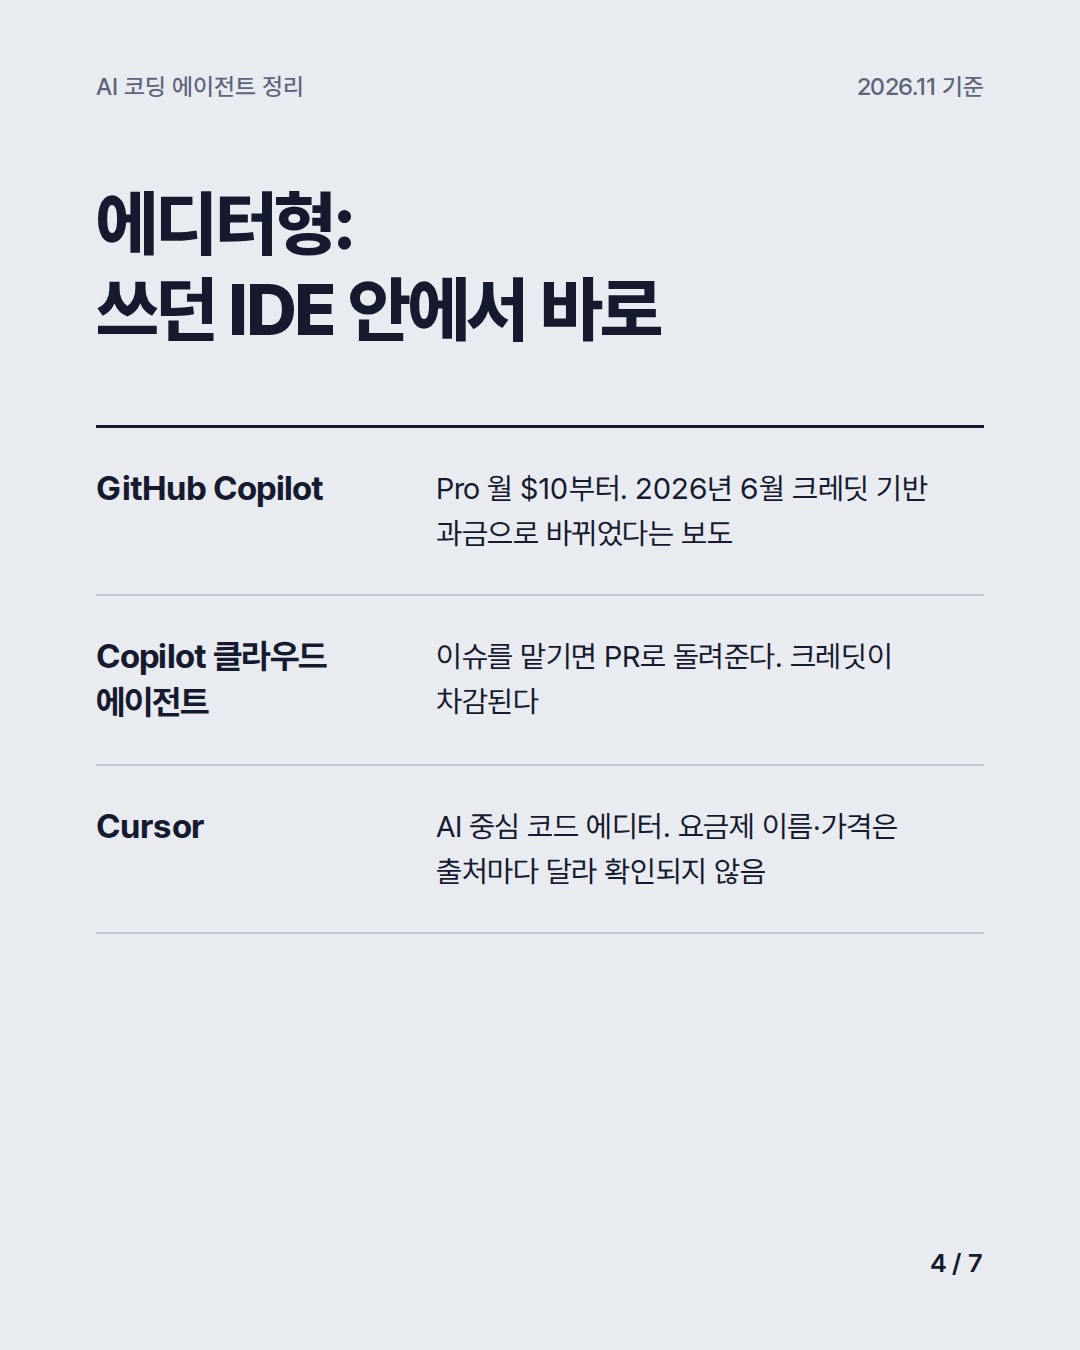 AI 코딩 에이전트 정리
2026.11 기준
에디터형:
쓰던 IDE 안에서 바로
GitHub Copilot
Pro 월 $10부터. 2026년 6월 크레딧 기반
과금으로 바뀌었다는 보도
Copilot 클라우드
에이전트
이슈를 맡기면 PR로 돌려준다. 크레딧이
차감된다
Cursor
AI 중심 코드 에디터. 요금제 이름·가격은
출처마다 달라 확인되지 않음
4 / 7